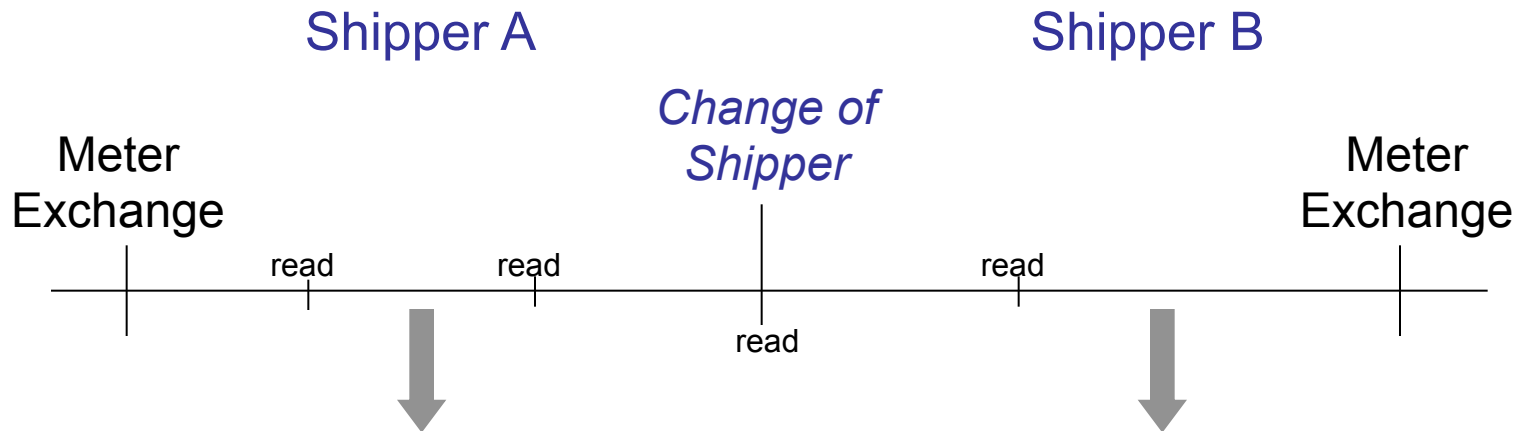 Shipper A
Shipper B
Change of
Shipper
Meter
Exchange
Meter
Exchange
read
read
read
read